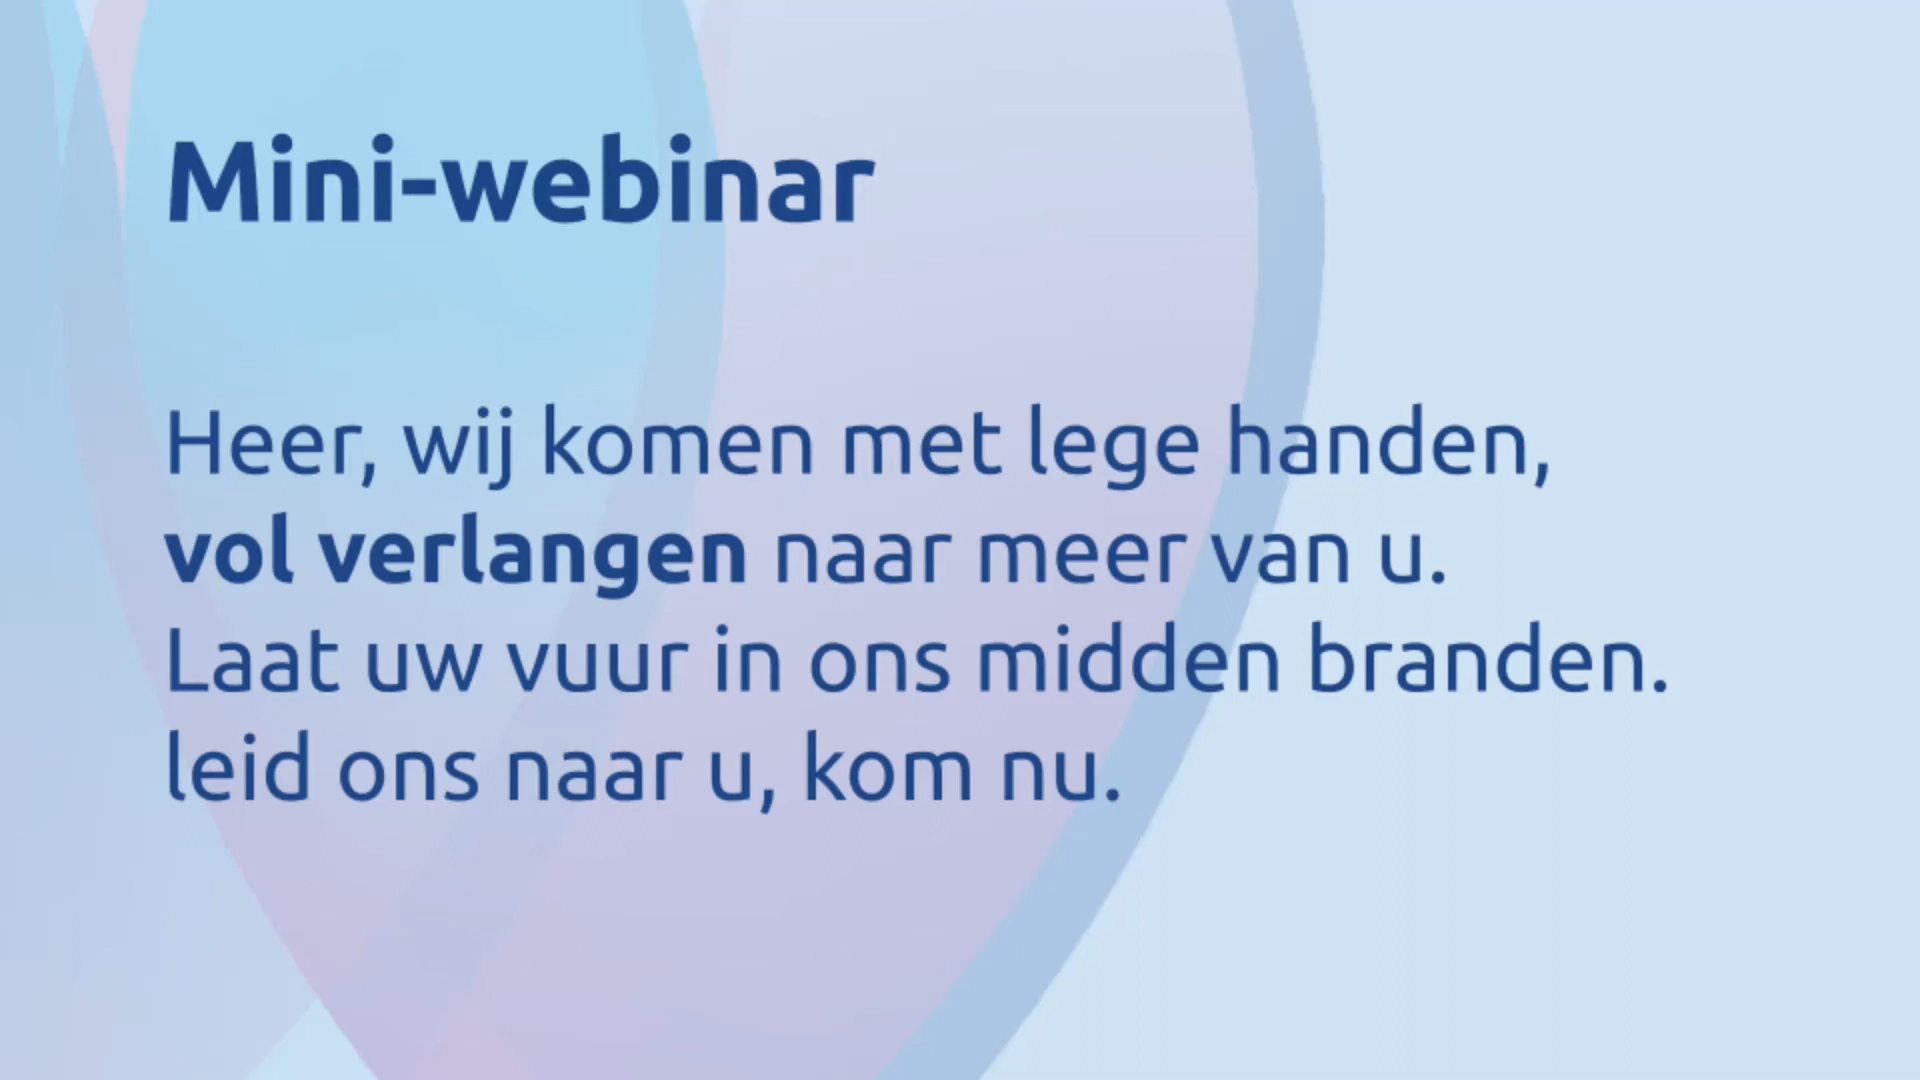 Mini-webinar
Heer, wij komen met lege handen,
vol verlangen naar meer van u.
Laat uw vuur in ons midden branden.
leid ons naar u, kom nu.